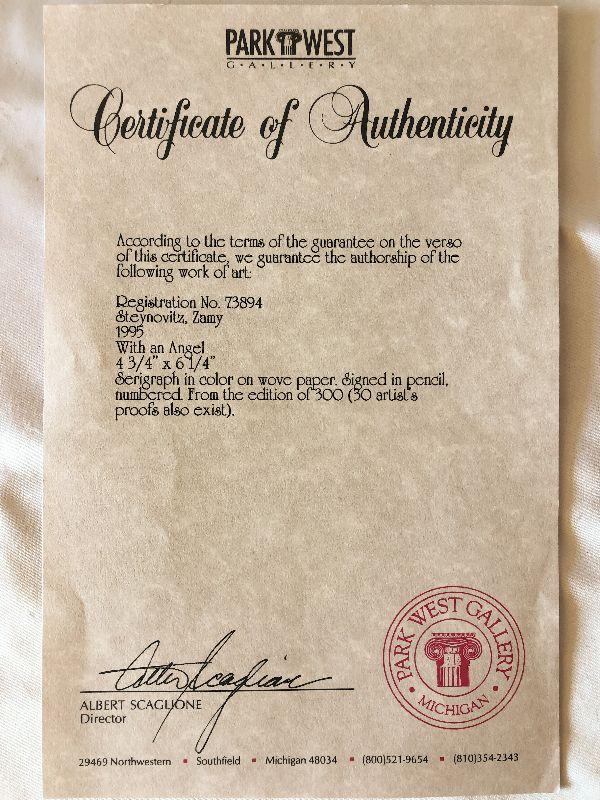 PARK WEST
G·A·L·L·E·R·Y
Certificate of Authenticity
According to the terms of the guarantee on the verso
of this certificate, we guarantee the authorship of the
following work of art:
Registration No. 73894
Steynovitz, Zamy
1995
With an Angel
4 3/4" x 6 1/4"
Serigraph in color on wove paper. Signed in pencil,
numbered. From the edition of 300 (30 artist's
proofs also exist).
ALBERT SCAGLIONE
Director
PARK WEST GALLERY
• MICHIGAN •
29469 Northwestern ▪ Southfield ▪ Michigan 48034 ▪ (800)521-9654 ▪ (810)354-2343